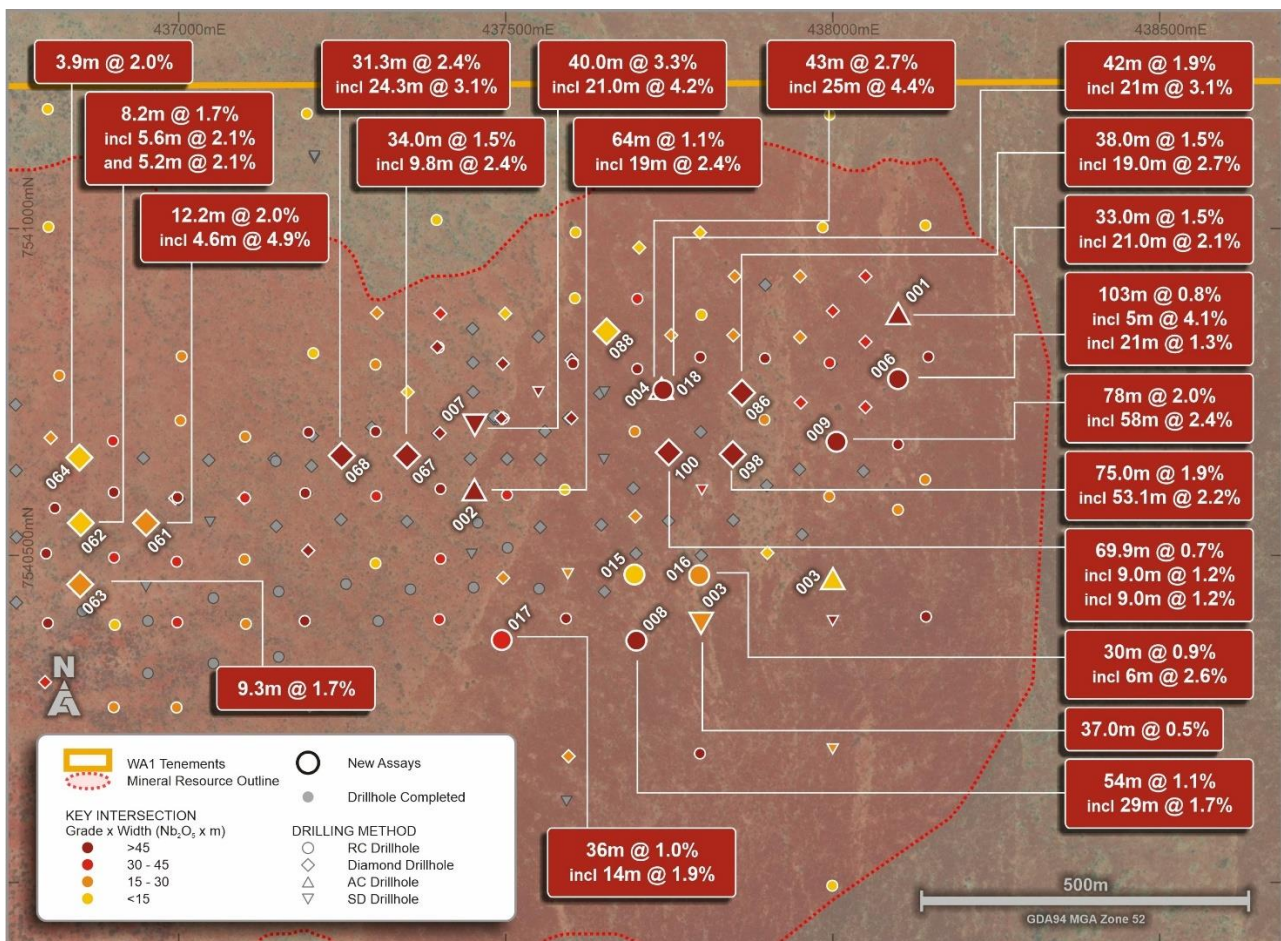 437000mE
437500mE
438000mE
438500mE
3.9m @ 2.0%
31.3m @ 2.4%
incl 24.3m @ 3.1%
40.0m @ 3.3%
incl 21.0m @ 4.2%
43m @ 2.7%
incl 25m @ 4.4%
42m @ 1.9%
incl 21m @ 3.1%
8.2m @ 1.7%
incl 5.6m @ 2.1%
and 5.2m @ 2.1%
34.0m @ 1.5%
incl 9.8m @ 2.4%
64m @ 1.1%
incl 19m @ 2.4%
38.0m @ 1.5%
incl 19.0m @ 2.7%
12.2m @ 2.0%
incl 4.6m @ 4.9%
33.0m @ 1.5%
incl 21.0m @ 2.1%
7541000mN
103m @ 0.8%
incl 5m @ 4.1%
incl 21m @ 1.3%
78m @ 2.0%
incl 58m @ 2.4%
75.0m @ 1.9%
incl 53.1m @ 2.2%
69.9m @ 0.7%
incl 9.0m @ 1.2%
incl 9.0m @ 1.2%
30m @ 0.9%
incl 6m @ 2.6%
37.0m @ 0.5%
54m @ 1.1%
incl 29m @ 1.7%
36m @ 1.0%
incl 14m @ 1.9%
9.3m @ 1.7%
7540500mN
001
088
006
004
018
086
007
009
064
068
067
100
098
002
062
061
015
016
003
063
003
017
008
N
WA1 Tenements
Mineral Resource Outline
KEY INTERSECTION
Grade x Width (Nb₂O₅ x m)
>45
30 - 45
15 - 30
<15
New Assays
Drillhole Completed
DRILLING METHOD
RC Drillhole
Diamond Drillhole
AC Drillhole
SD Drillhole
500m
GDA94 MGA Zone 52